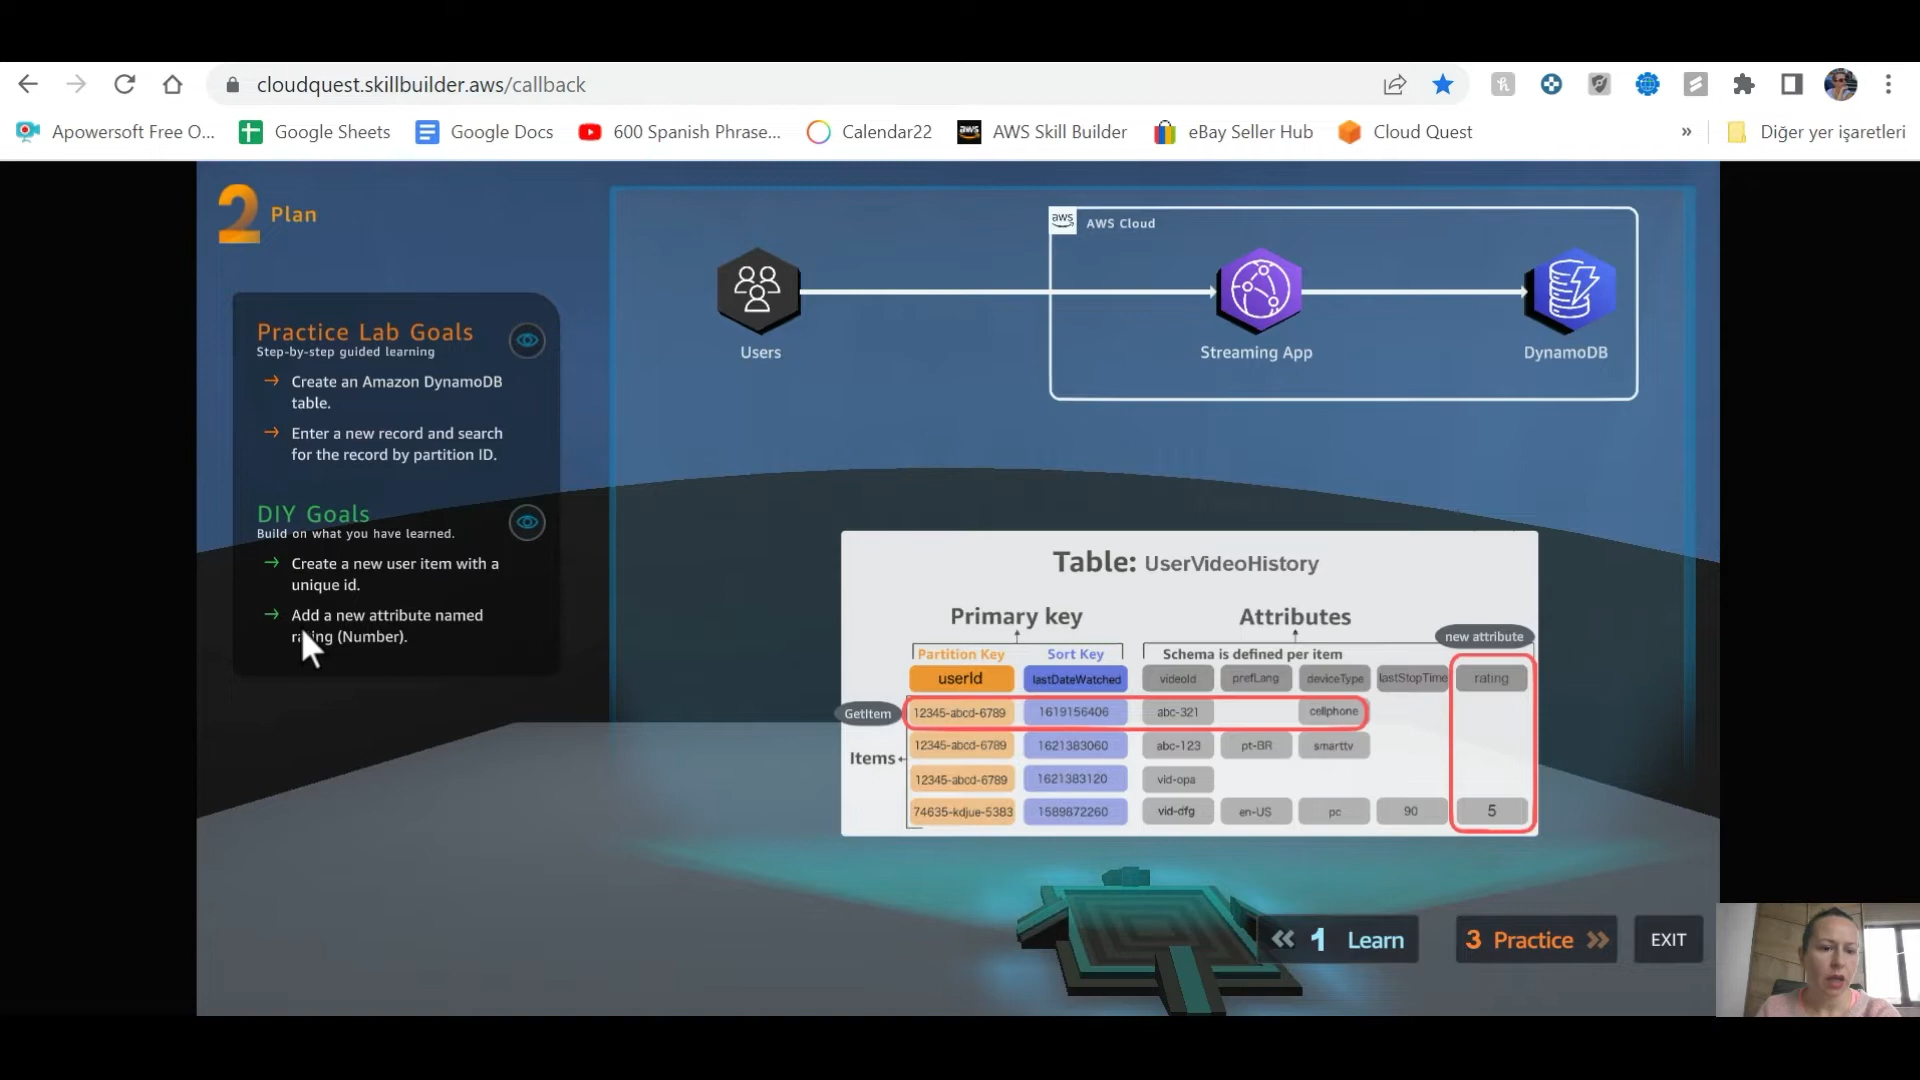 cloudquest.skillbuilder.aws/callback
Apowersoft Free O...
Google Sheets
Google Docs
600 Spanish Phrase...
Calendar22
aws
AWS Skill Builder
eBay Seller Hub
Cloud Quest
»
Diğer yer işaretleri
2 Plan
Practice Lab Goals
Step-by-step guided learning
Create an Amazon DynamoDB
table.
Enter a new record and search
for the record by partition ID.
DIY Goals
Build on what you have learned.
Create a new user item with a
unique id.
Add a new attribute named
rating (Number).
aws AWS Cloud
Users
Streaming App
DynamoDB
Table: UserVideoHistory
Primary key
Attributes
new attribute
Partition Key Sort Key Schema is defined per item
userId lastDateWatched videoId prefLang deviceType lastStopTime rating
GetItem 12345-abcd-6789 1619156406 abc-321 cellphone
12345-abcd-6789 1621383060 abc-123 pt-BR smarttv
Items
12345-abcd-6789 1621383120 vid-opa
74635-kdjue-5383 1589872260 vid-dfg en-US pc 90 5
1 Learn
3 Practice
EXIT